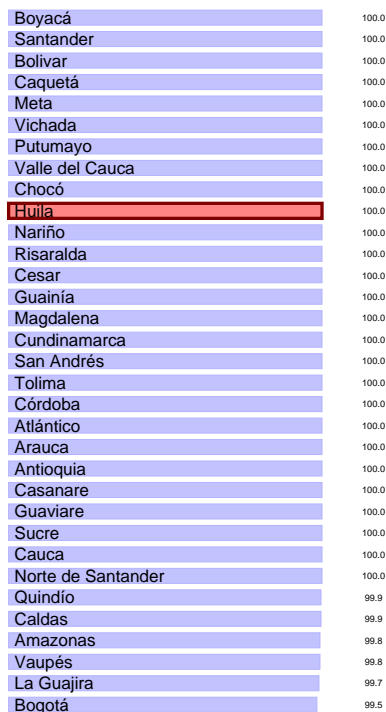 Boyacá 100.0
Santander 100.0
Bolivar 100.0
Caquetá 100.0
Meta 100.0
Vichada 100.0
Putumayo 100.0
Valle del Cauca 100.0
Chocó 100.0
Huila 100.0
Nariño 100.0
Risaralda 100.0
Cesar 100.0
Guainía 100.0
Magdalena 100.0
Cundinamarca 100.0
San Andrés 100.0
Tolima 100.0
Córdoba 100.0
Atlántico 100.0
Arauca 100.0
Antioquia 100.0
Casanare 100.0
Guaviare 100.0
Sucre 100.0
Cauca 100.0
Norte de Santander 100.0
Quindío 99.9
Caldas 99.9
Amazonas 99.8
Vaupés 99.8
La Guajira 99.7
Bogotá 99.5